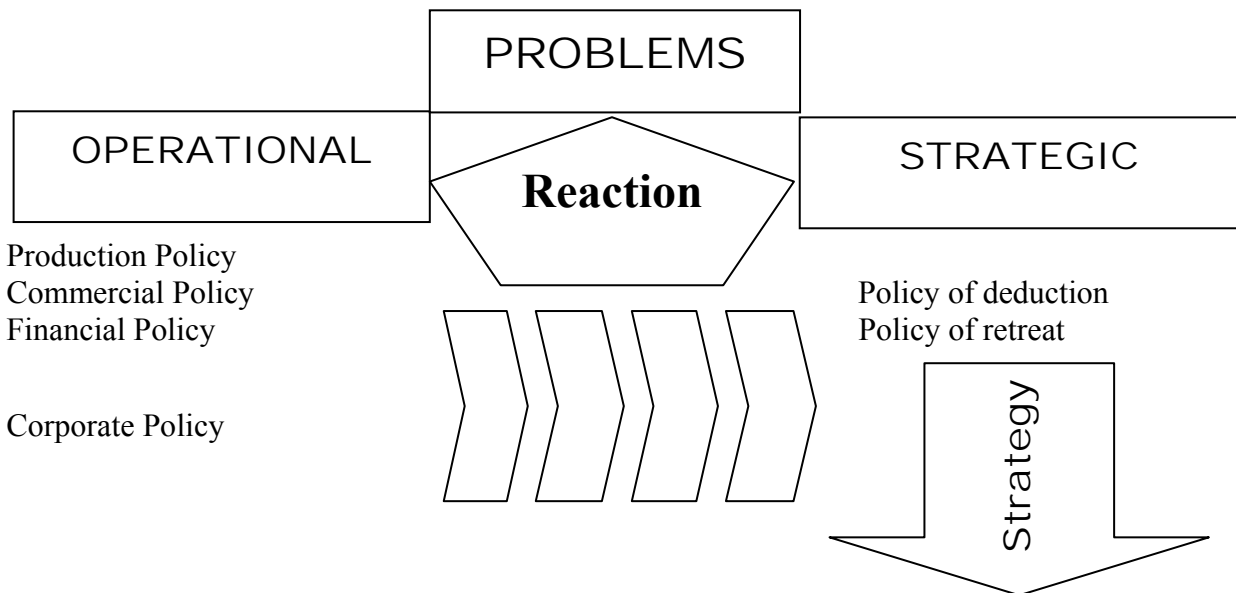 PROBLEMS
OPERATIONAL
Reaction
STRATEGIC
Production Policy
Commercial Policy
Financial Policy
Corporate Policy
Policy of deduction
Policy of retreat
Strategy